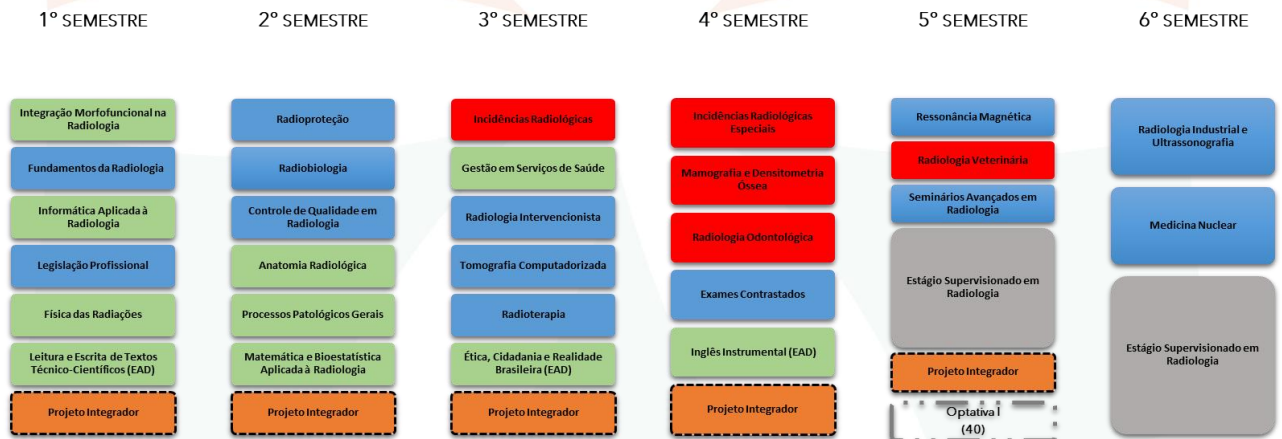 1º SEMESTRE
2º SEMESTRE
3º SEMESTRE
4º SEMESTRE
5º SEMESTRE
6º SEMESTRE
Integração Morfofuncional na
Radiologia
Fundamentos da Radiologia
Informática Aplicada à
Radiologia
Legislação Profissional
Física das Radiações
Leitura e Escrita de Textos
Técnico-Científicos (EAD)
Projeto Integrador
Radioproteção
Radiobiologia
Controle de Qualidade em
Radiologia
Anatomia Radiológica
Processos Patológicos Gerais
Matemática e Bioestatística
Aplicada à Radiologia
Projeto Integrador
Incidências Radiológicas
Gestão em Serviços de Saúde
Radiologia Intervencionista
Tomografia Computadorizada
Radioterapia
Ética, Cidadania e Realidade
Brasileira (EAD)
Projeto Integrador
Incidências Radiológicas
Especiais
Mamografia e Densitometria
Óssea
Radiologia Odontológica
Exames Contrastados
Inglês Instrumental (EAD)
Projeto Integrador
Ressonância Magnética
Radiologia Veterinária
Seminários Avançados em
Radiologia
Estágio Supervisionado em
Radiologia
Projeto Integrador
Optativa I
(40)
Radiologia Industrial e
Ultrassonografia
Medicina Nuclear
Estágio Supervisionado em
Radiologia